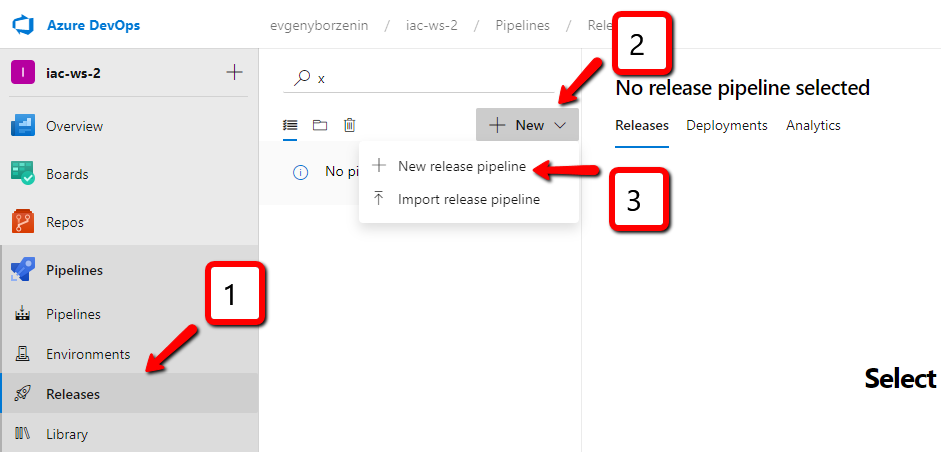 Azure DevOps
evgenyborzenin / iac-ws-2 / Pipelines / Rele
I iac-ws-2
x
2
No release pipeline selected
Overview
New
Releases Deployments Analytics
Boards
No pi
New release pipeline
Import release pipeline
3
Repos
Pipelines
1
Pipelines
Environments
Releases
Select
Library